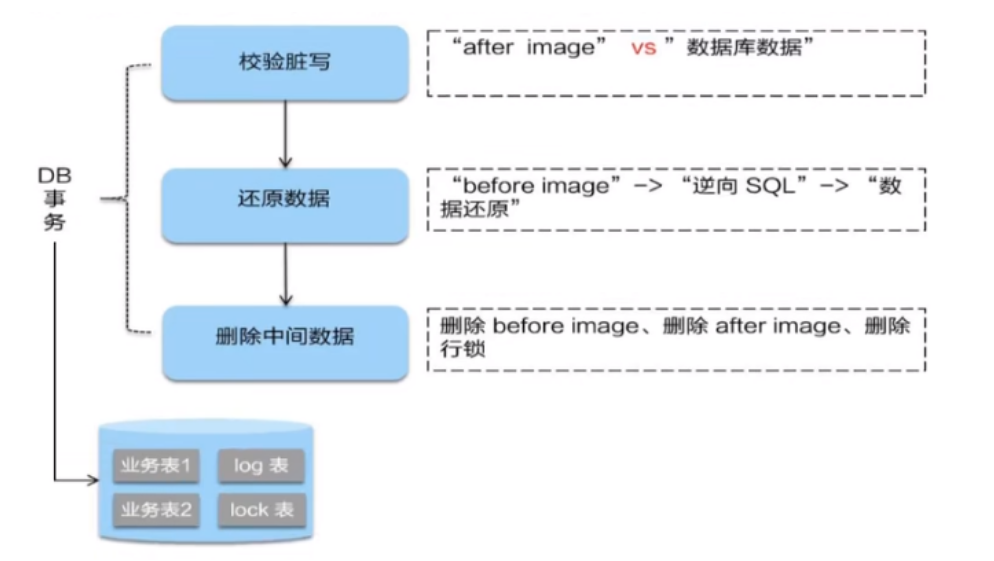 校验脏写
“after image” vs ”数据库数据”
DB
事
务
还原数据
“before image”->“逆向 SQL”->“数
据还原”
删除中间数据
删除 before image、删除 after image、删除
行锁
业务表1
log 表
业务表2
lock 表